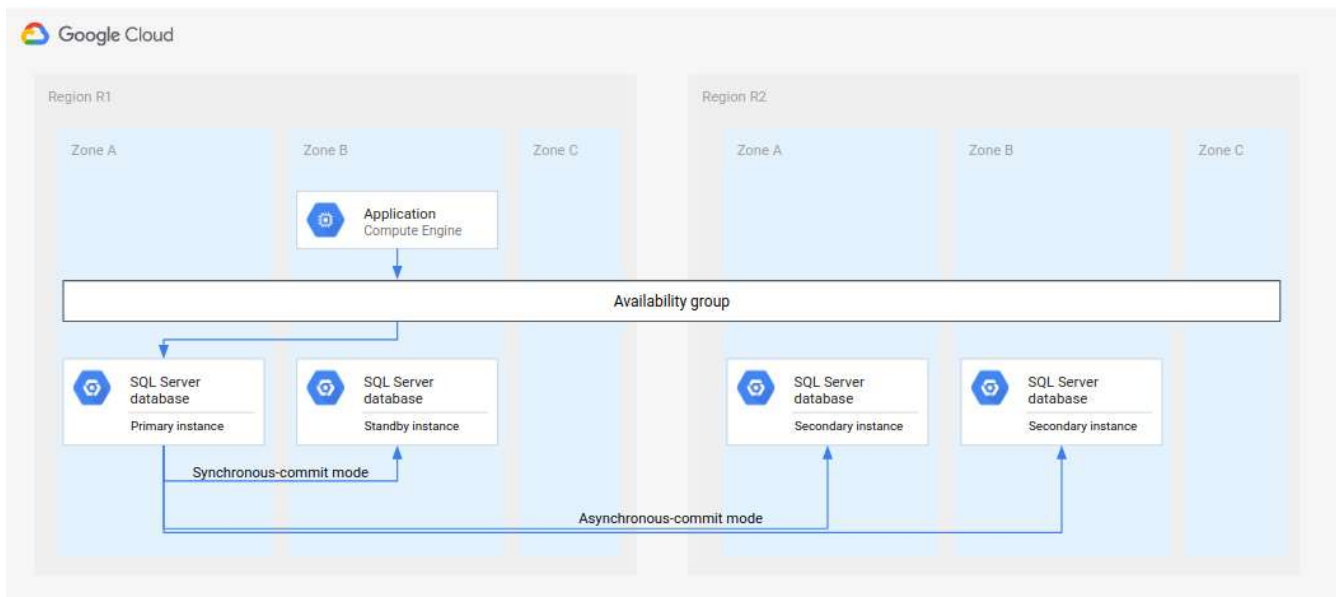 Google Cloud
Region R1
Region R2
Zone A
Zone B
Zone C
Zone A
Zone B
Zone C
Application
Compute Engine
Availability group
SQL Server
database
Primary instance
SQL Server
database
Standby instance
SQL Server
database
Secondary instance
SQL Server
database
Secondary instance
Synchronous-commit mode
Asynchronous-commit mode